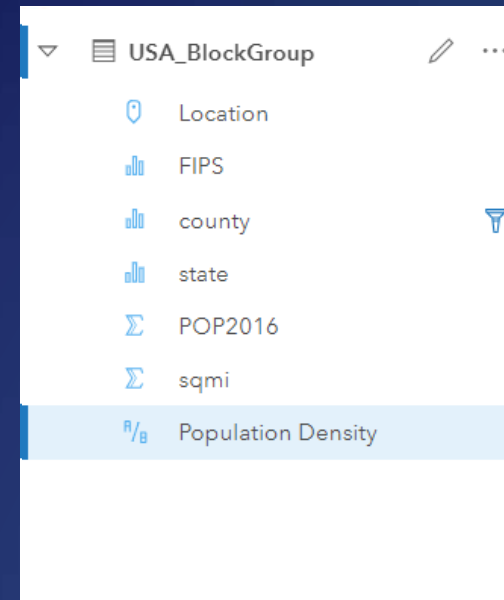 USA_BlockGroup
Location
FIPS
county
state
POP2016
sqmi
A/B Population Density